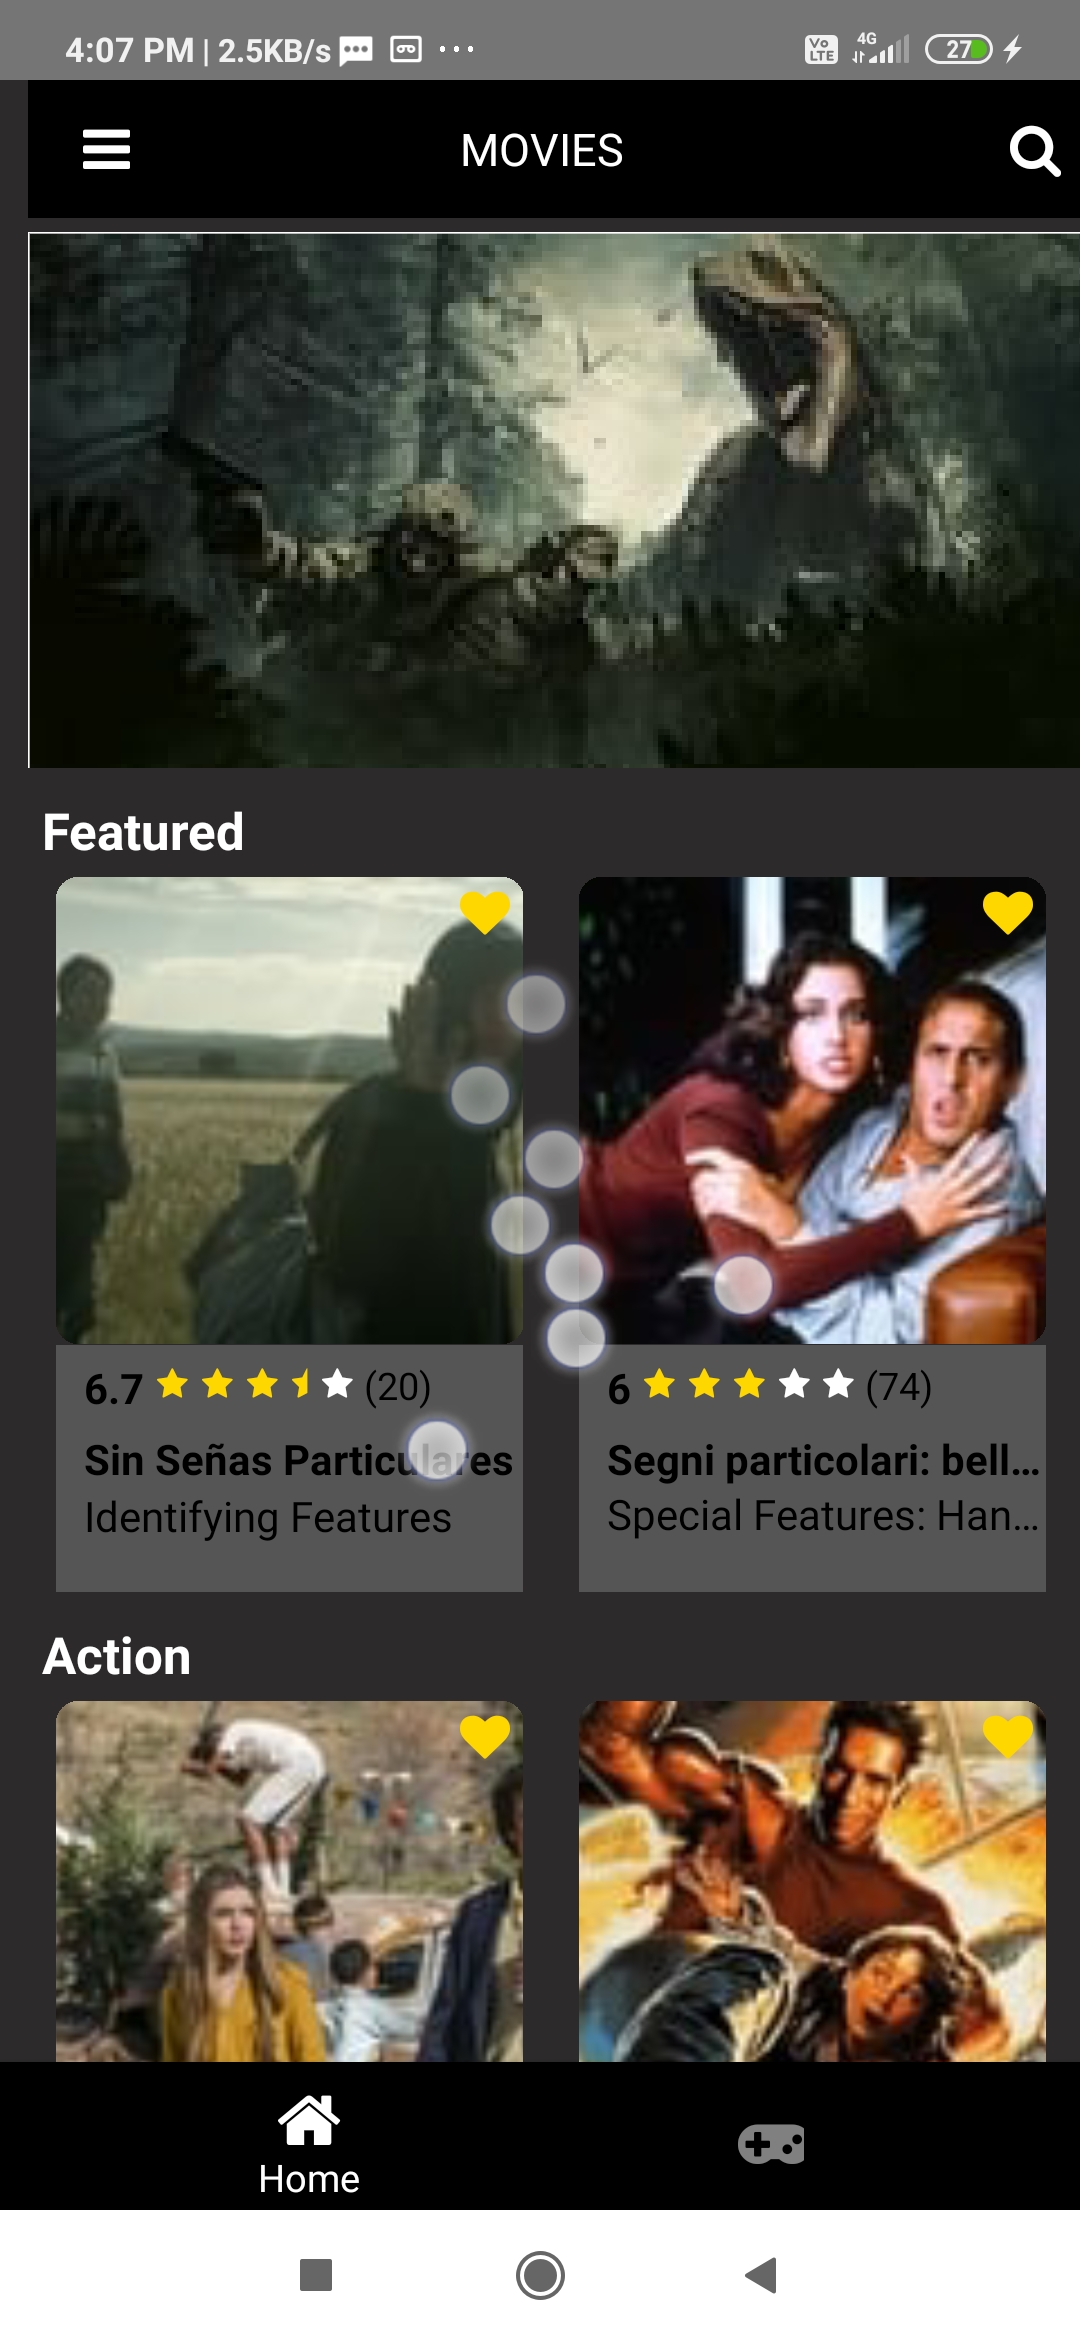 4:07 PM | 2.5KB/s
Vo LTE 4G 27
MOVIES
Featured
6.7 (20)
Sin Señas Particulares
Identifying Features
6 (74)
Segni particolari: bell...
Special Features: Han...
Action
Home